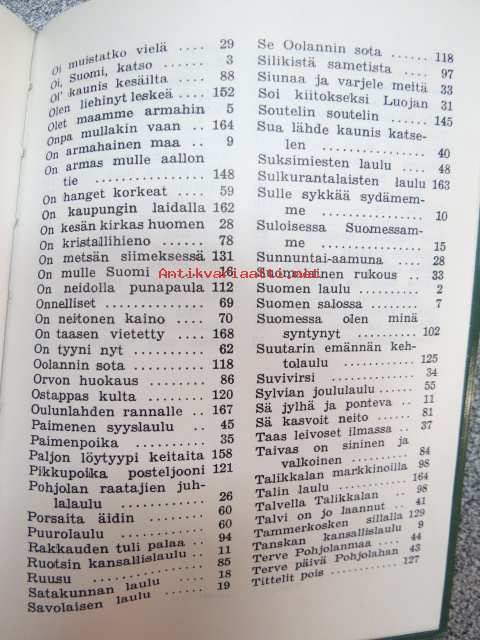 Oi muistatko vielä .... 29
Oi, Suomi, katso ...... 3
Oi' kaunis kesäilta .. 88
Olen liehinyt leskeä .. 152
Olet maamme armahin 5
Onpa mullakin vaan .. 164
On armahainen maa .. 9
On armas mulle aallon
tie .................. 148
On hanget korkeat .... 59
On kaupungin laidalla 162
On kesän kirkas huomen 28
On kristallihieno ...... 78
On metsän siimeksessä 131
On mulle Suomi ...... 16
On neidolla punapaula 112
Onnelliset ............ 69
On neitonen kaino .... 70
On taasen vietetty .... 168
On tyyni nyt .......... 62
Oolannin sota ........ 118
Orvon huokaus ........ 86
Ostappas kulta ........ 120
Oulunlahden rannalle .. 167
Paimenen syyslaulu .. 45
Paimenpoika .......... 35
Paljon löytyypi keitaita 158
Pikkupoika posteljooni 121
Pohjolan raatajien juh-
lalaulu .............. 26
Porsaita äidin ........ 60
Puurolaulu ............ 60
Rakkauden tuli palaa .. 94
Ruotsin kansallislaulu .. 11
Ruusu ................ 85
Satakunnan laulu ...... 18
Savolaisen laulu ...... 19
Se Oolannin sota ...... 118
Silikistä sametista .... 97
Siunaa ja varjele meitä 33
Soi kiitokseksi Luojan 31
Soutelin soutelin ...... 145
Sua lähde kaunis katse-
len .................. 40
Suksimiesten laulu .... 48
Sulkurantalaisten laulu 163
Sulle sykkää sydämem-
me .................. 10
Suloisessa Suomessam-
me .................. 15
Sunnuntai-aamuna .... 28
Suomalainen rukous .. 33
Suomen laulu .......... 2
Suomen salossa ........ 7
Suomessa olen minä
syntynyt ............ 102
Suutarin emännän keh-
tolaulu .............. 125
Suvivirsi .............. 34
Sylvian joululaulu .... 55
Sä jylhä ja ponteva .. 11
Sä kasvoit neito ...... 81
Taas leivoset ilmassa .. 37
Taivas on sininen ja
valkoinen ............ 84
Talikkalan markkinoilla 98
Talin laulu ............ 164
Talvella Talikkalan .. 98
Talvi on jo laannut .. 41
Tammerkosken sillalla 129
Tanskan kansallislaulu 9
Terve Pohjolanmaa .... 44
Terve päivä Pohjolahan 43
Tittelit pois .......... 127